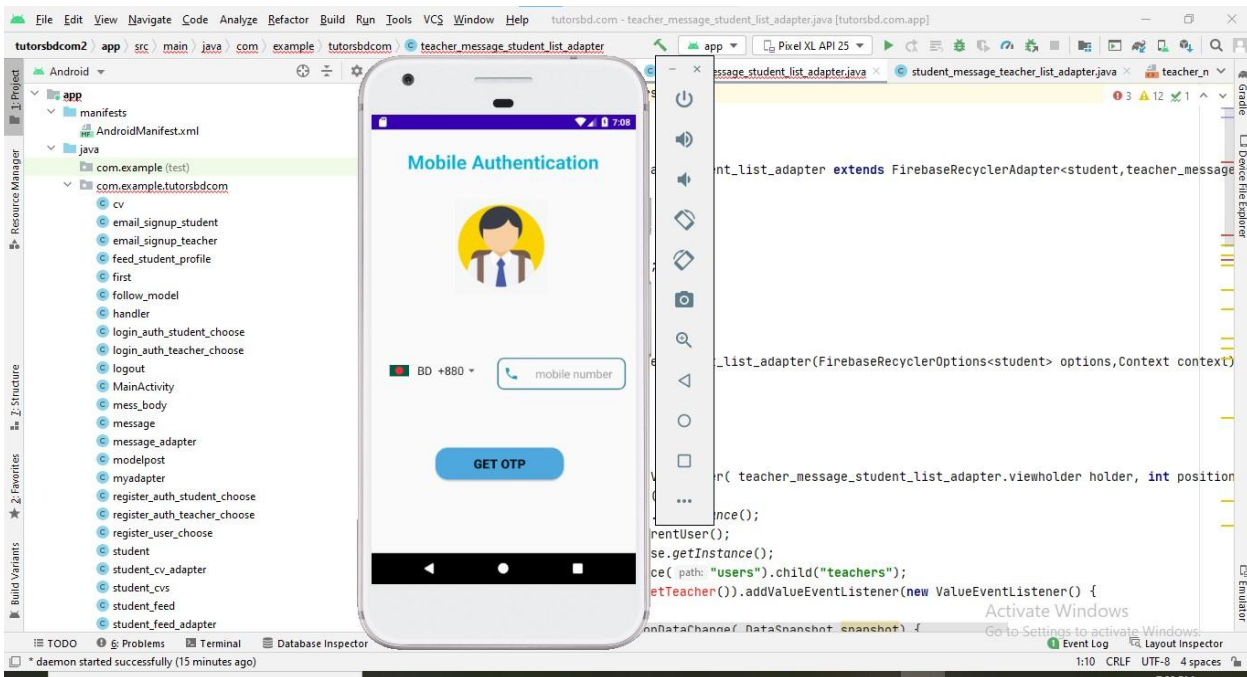 File Edit View Navigate Code Analyze Refactor Build Run Tools VCS Window Help tutorsbd.com - teacher_message_student_list_adapter.java [tutorsbd.com.app]
tutorsbdcom2 app src main java com example tutorsbdcom teacher_message_student_list_adapter app Pixel XL API 25
Android
essage_student_list_adapter.java student_message_teacher_list_adapter.java teacher_n
3 12 1
1: Project
Resource Manager
Z: Structure
2: Favorites
Build Variants
app
manifests
AndroidManifest.xml
java
com.example (test)
com.example.tutorsbdcom
cv
email_signup_student
email_signup_teacher
feed_student_profile
first
follow_model
handler
login_auth_student_choose
login_auth_teacher_choose
logout
MainActivity
mess_body
message
message_adapter
modelpost
myadapter
register_auth_student_choose
register_auth_teacher_choose
register_user_choose
student
student_cv_adapter
student_cvs
student_feed
student_feed_adapter
7:08
Mobile Authentication
BD +880
mobile number
GET OTP
nt_list_adapter extends FirebaseRecyclerAdapter<student,teacher_message
;
_list_adapter(FirebaseRecyclerOptions<student> options,Context context)
r( teacher_message_student_list_adapter.viewholder holder, int position
nce();
rentUser();
se.getInstance();
ce( path: "users").child("teachers");
etTeacher()).addValueEventListener(new ValueEventListener() {
onDataChange( DataSnapshot snapshot) {
Gradle
Device File Explorer
Emulator
Activate Windows
Go to Settings to activate Windows.
TODO 6: Problems Terminal Database Inspector 1 Event Log Layout Inspector
* daemon started successfully (15 minutes ago) 1:10 CRLF UTF-8 4 spaces